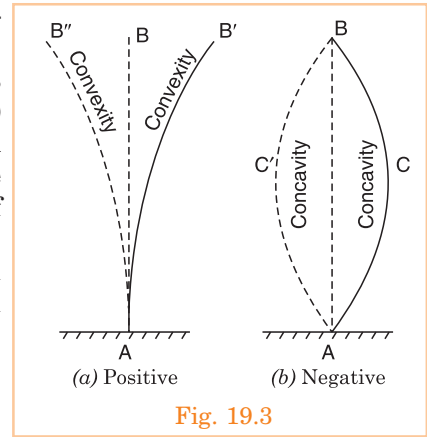 B″
B
B′
Convexity
Convexity
A
(a) Positive
B
C′
Concavity
Concavity
C
A
(b) Negative
Fig. 19.3